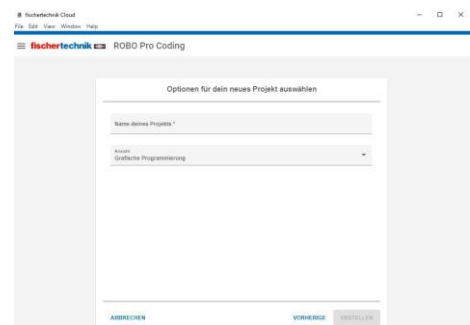 fischertechnik Cloud
File Edit View Window Help
fischertechnik ROBO Pro Coding
Optionen für dein neues Projekt auswählen
Name deines Projekts *
Ansicht
Grafische Programmierung
ABBRECHEN VORHERIGE ERSTELLEN